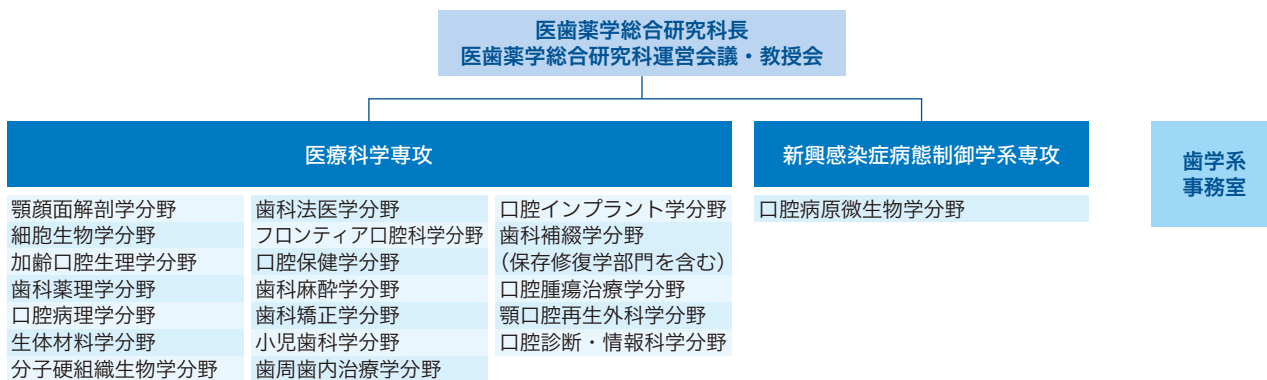 医歯薬学総合研究科長
医歯薬学総合研究科運営会議・教授会
医療科学専攻
顎顔面解剖学分野
細胞生物学分野
加齢口腔生理学分野
歯科薬理学分野
口腔病理学分野
生体材料学分野
分子硬組織生物学分野
歯科法医学分野
フロンティア口腔科学分野
口腔保健学分野
歯科麻酔学分野
歯科矯正学分野
小児歯科学分野
歯周歯内治療学分野
口腔インプラント学分野
歯科補綴学分野
（保存修復学部門を含む）
口腔腫瘍治療学分野
顎口腔再生外科学分野
口腔診断・情報科学分野
新興感染症病態制御学系専攻
口腔病原微生物学分野
歯学系
事務室